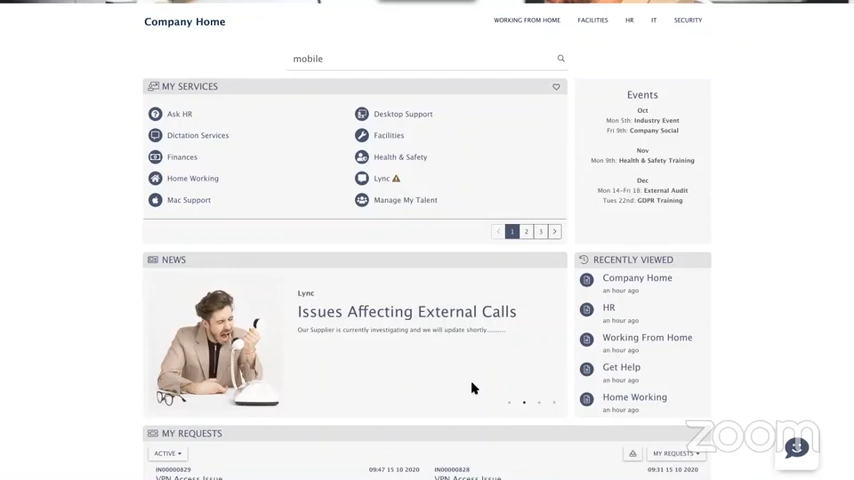 Company Home
WORKING FROM HOME FACILITIES HR IT SECURITY
mobile
MY SERVICES
Ask HR
Desktop Support
Dictation Services
Facilities
Finances
Health & Safety
Home Working
Lync
Mac Support
Manage My Talent
1 2 3
Events
Oct
Mon 5th: Industry Event
Fri 9th: Company Social
Nov
Mon 9th: Health & Safety Training
Dec
Mon 14-Fri 18: External Audit
Tues 22nd: GDPR Training
NEWS
Lync
Issues Affecting External Calls
Our Supplier is currently investigating and we will update shortly..........
RECENTLY VIEWED
Company Home
an hour ago
HR
an hour ago
Working From Home
an hour ago
Get Help
an hour ago
Home Working
an hour ago
MY REQUESTS
ACTIVE
MY REQUESTS
IN00000829 09:47 15 10 2020
VPN Access Issue
IN00000828 09:31 15 10 2020
VPN Access Issue
zoom